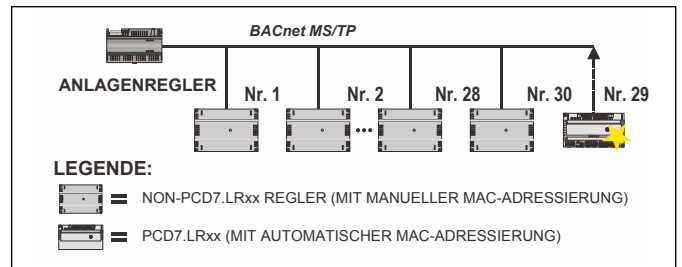 BACnet MS/TP
ANLAGENREGLER
Nr. 1 Nr. 2 Nr. 28 Nr. 30 Nr. 29
LEGENDE:
= NON-PCD7.LRxx REGLER (MIT MANUELLER MAC-ADRESSIERUNG)
= PCD7.LRxx (MIT AUTOMATISCHER MAC-ADRESSIERUNG)